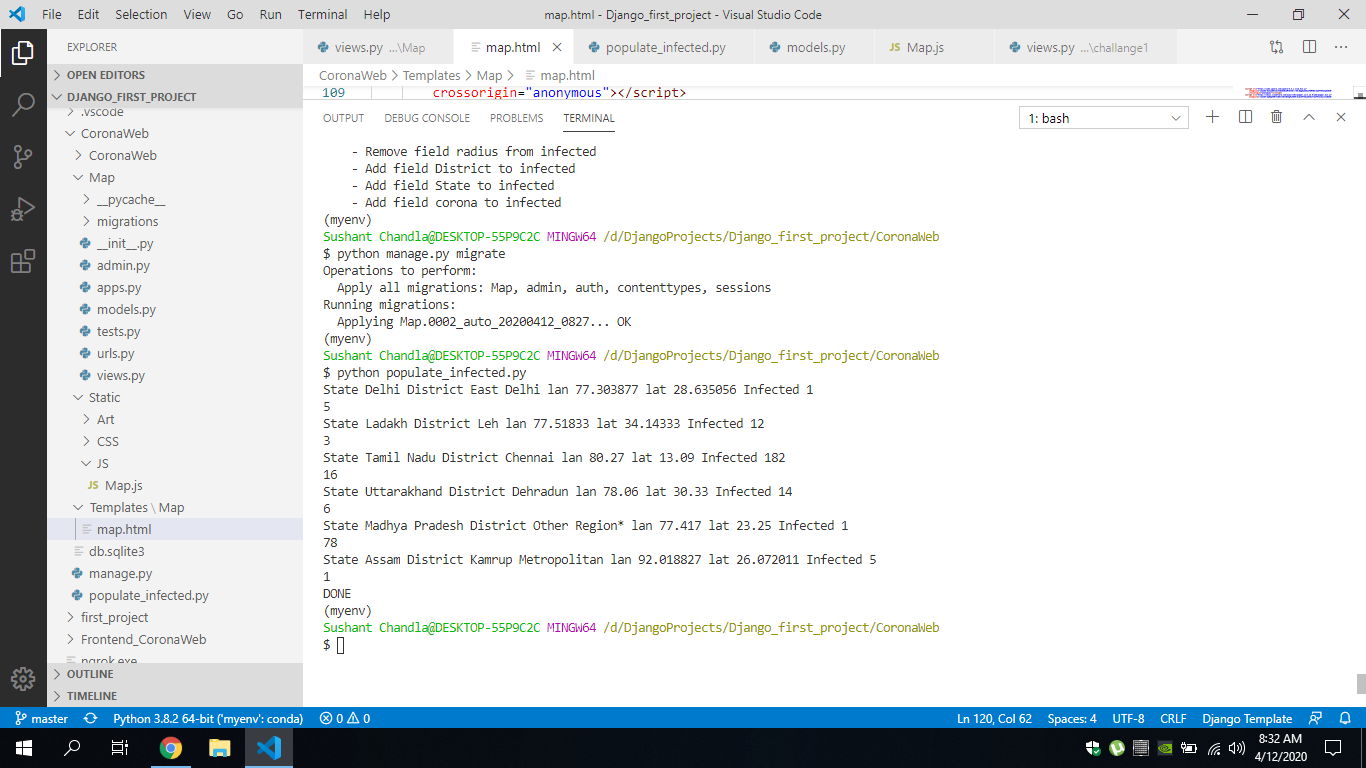 File Edit Selection View Go Run Terminal Help map.html - Django_first_project - Visual Studio Code
EXPLORER
views.py ...\Map map.html populate_infected.py models.py JS Map.js views.py ...\challange1
OPEN EDITORS
CoronaWeb > Templates > Map > map.html
DJANGO_FIRST_PROJECT
109 crossorigin="anonymous"></script>
.vscode
CoronaWeb
CoronaWeb
Map
__pycache__
migrations
__init__.py
admin.py
apps.py
models.py
tests.py
urls.py
views.py
Static
Art
CSS
JS
JS Map.js
Templates \ Map
map.html
db.sqlite3
manage.py
populate_infected.py
first_project
Frontend_CoronaWeb
ngrok.exe
OUTLINE
TIMELINE
OUTPUT DEBUG CONSOLE PROBLEMS TERMINAL 1: bash
- Remove field radius from infected
- Add field District to infected
- Add field State to infected
- Add field corona to infected
(myenv)
Sushant Chandla@DESKTOP-55P9C2C MINGW64 /d/DjangoProjects/Django_first_project/CoronaWeb
$ python manage.py migrate
Operations to perform:
Apply all migrations: Map, admin, auth, contenttypes, sessions
Running migrations:
Applying Map.0002_auto_20200412_0827... OK
(myenv)
Sushant Chandla@DESKTOP-55P9C2C MINGW64 /d/DjangoProjects/Django_first_project/CoronaWeb
$ python populate_infected.py
State Delhi District East Delhi lan 77.303877 lat 28.635056 Infected 1
5
State Ladakh District Leh lan 77.51833 lat 34.14333 Infected 12
3
State Tamil Nadu District Chennai lan 80.27 lat 13.09 Infected 182
16
State Uttarakhand District Dehradun lan 78.06 lat 30.33 Infected 14
6
State Madhya Pradesh District Other Region* lan 77.417 lat 23.25 Infected 1
78
State Assam District Kamrup Metropolitan lan 92.018827 lat 26.072011 Infected 5
1
DONE
(myenv)
Sushant Chandla@DESKTOP-55P9C2C MINGW64 /d/DjangoProjects/Django_first_project/CoronaWeb
$
master Python 3.8.2 64-bit ('myenv': conda) 0 0 Ln 120, Col 62 Spaces: 4 UTF-8 CRLF Django Template
8:32 AM
4/12/2020